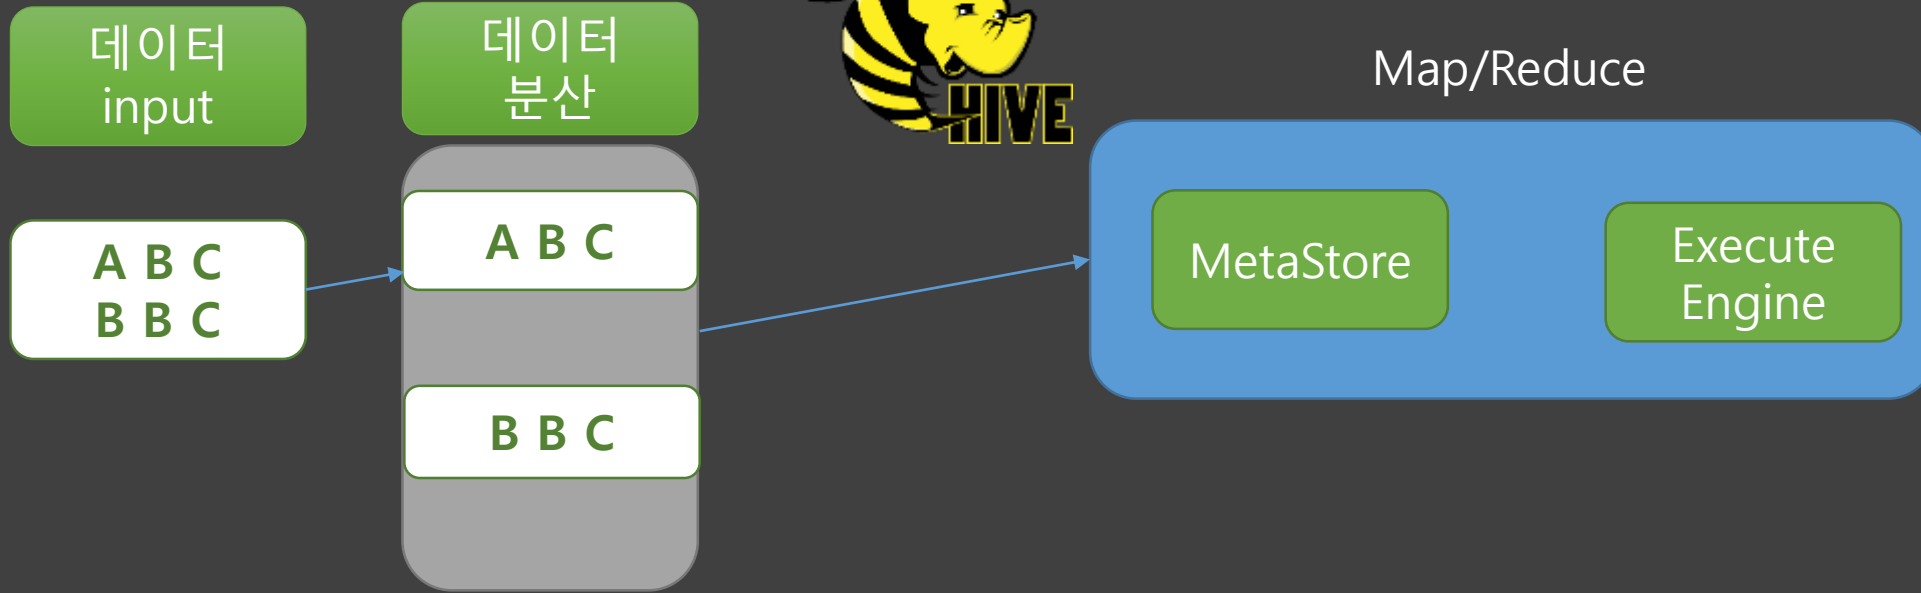 데이터
input
데이터
분산
HIVE
Map/Reduce
A B C
B B C
A B C
B B C
MetaStore
Execute
Engine